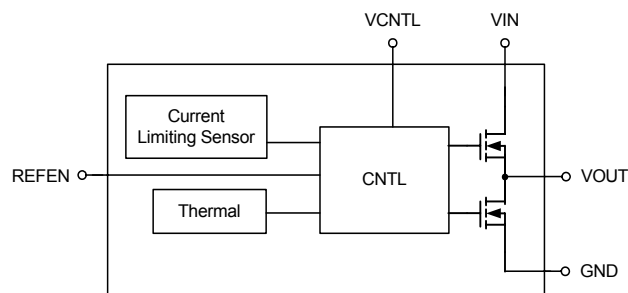 VCNTL
VIN
Current
Limiting Sensor
REFEN
CNTL
VOUT
Thermal
GND